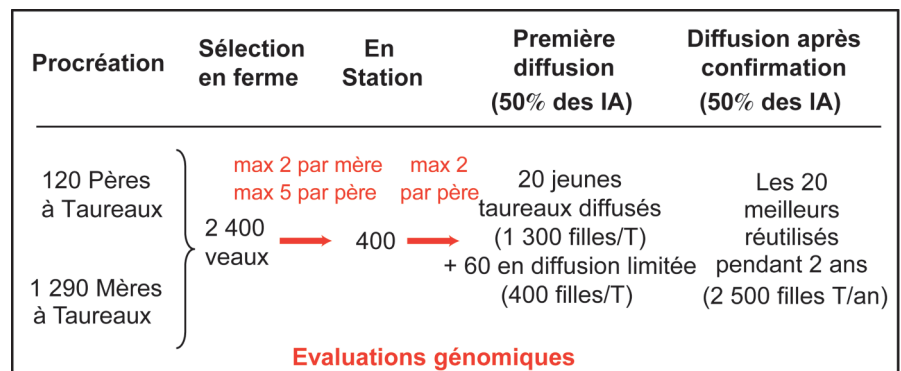 Procréation
Sélection
en ferme
En
Station
Première
diffusion
(50% des IA)
Diffusion après
confirmation
(50% des IA)
120 Pères
à Taureaux
1 290 Mères
à Taureaux
max 2 par mère
max 5 par père
2 400
veaux
400
max 2
par père
20 jeunes
taureaux diffusés
(1 300 filles/T)
+ 60 en diffusion limitée
(400 filles/T)
Les 20
meilleurs
réutilisés
pendant 2 ans
(2 500 filles T/an)
Evaluations génomiques